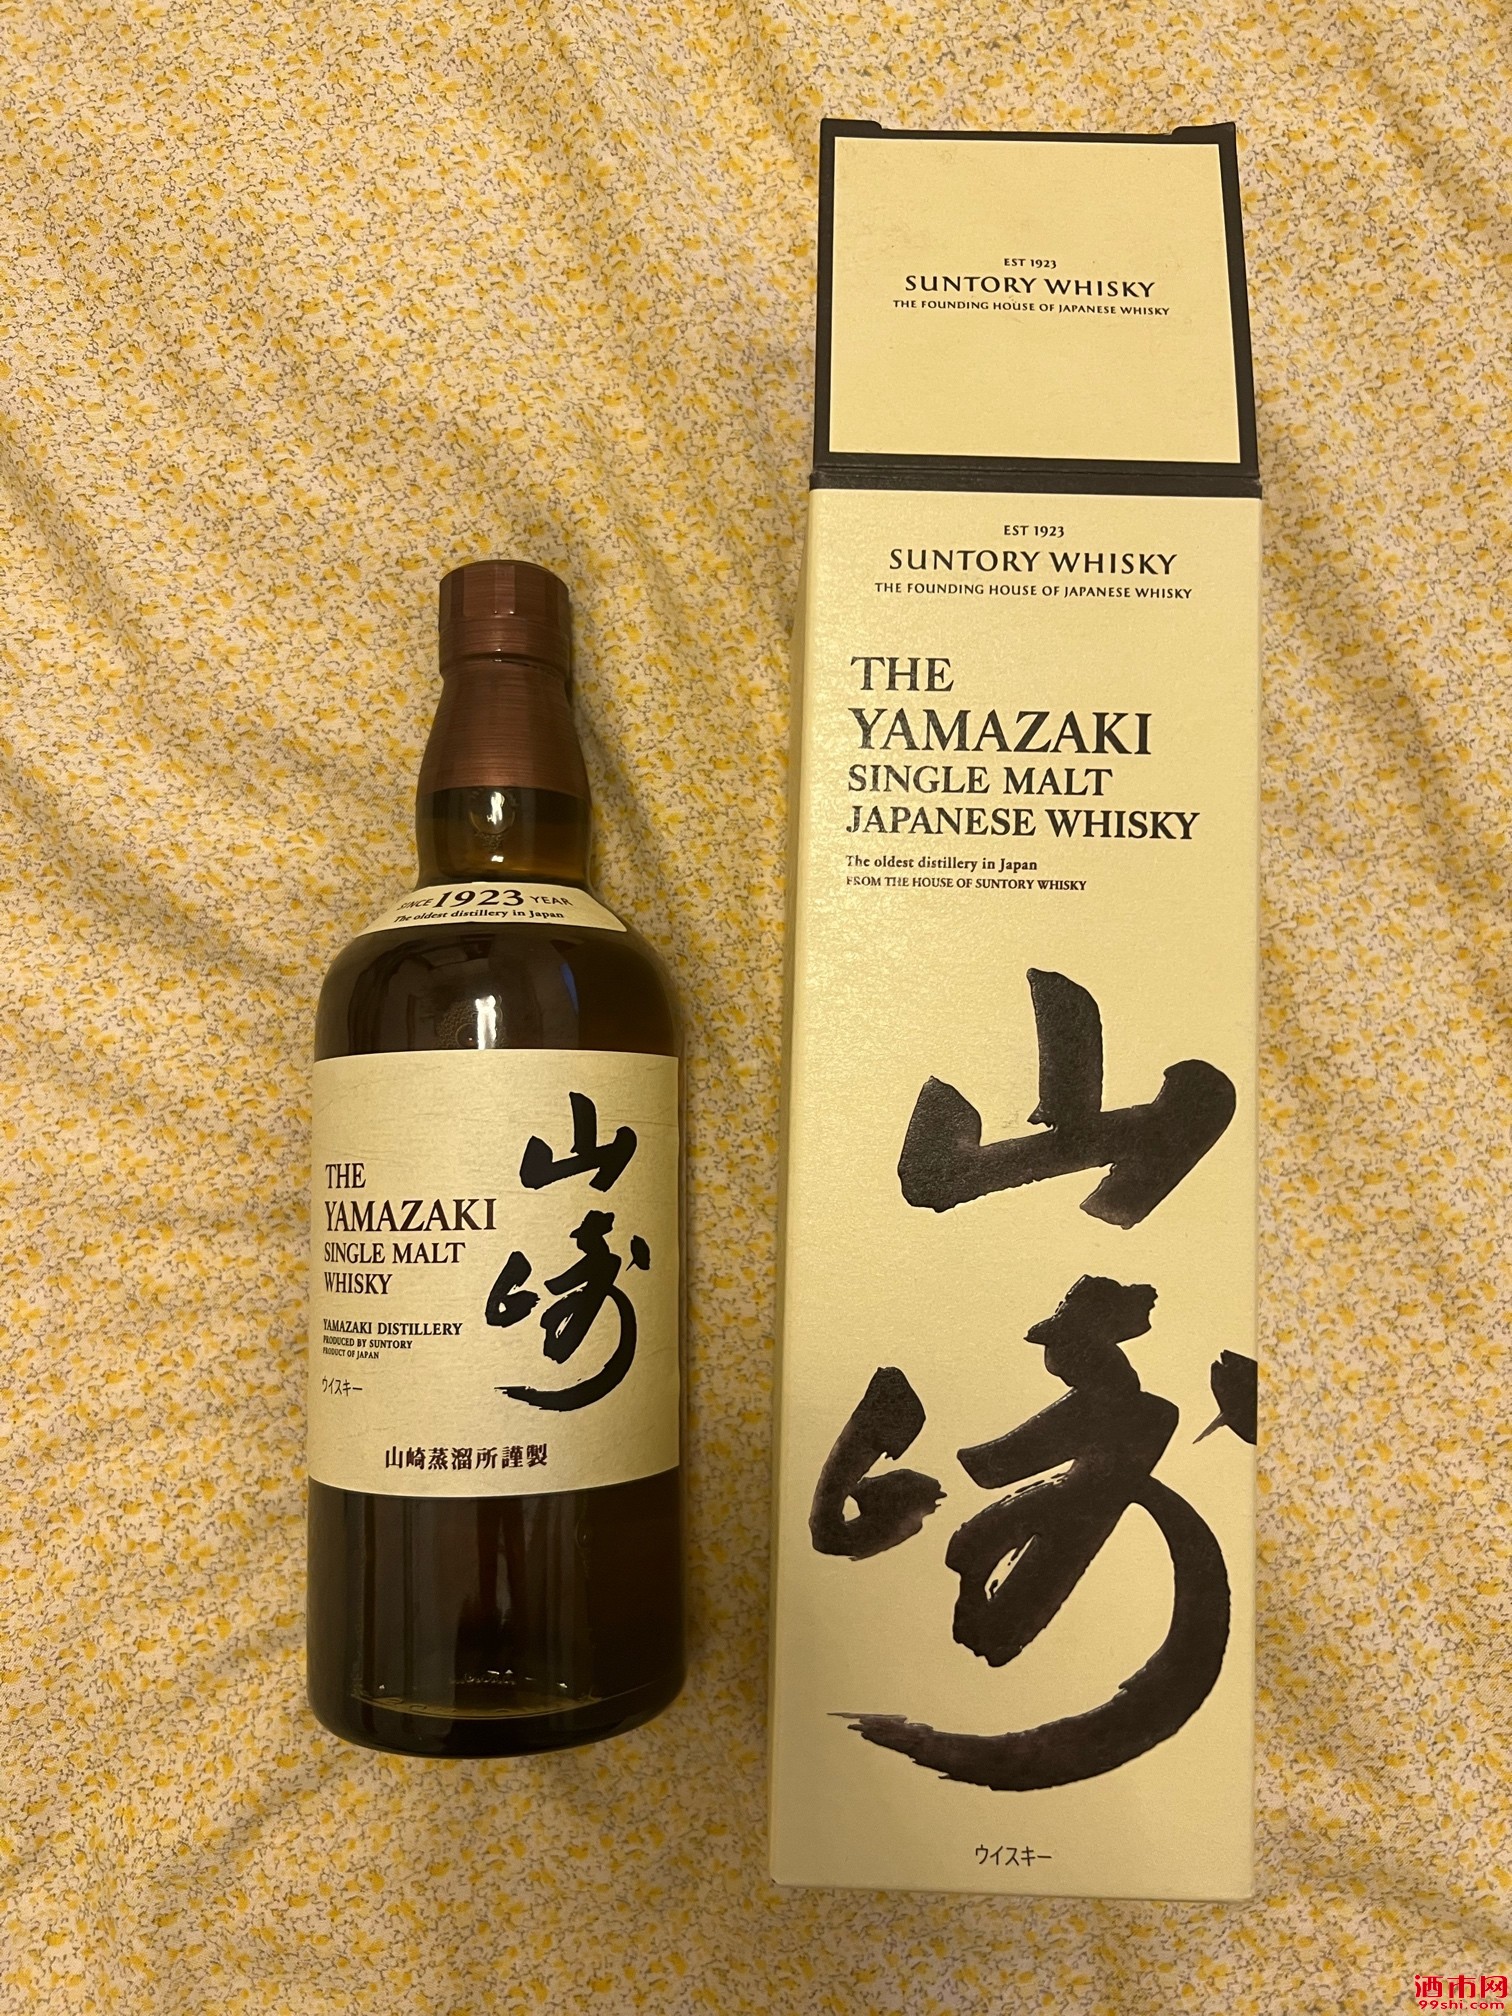 EST 1923
SUNTORY WHISKY
THE FOUNDING HOUSE OF JAPANESE WHISKY
EST 1923
SUNTORY WHISKY
THE FOUNDING HOUSE OF JAPANESE WHISKY
THE
YAMAZAKI
SINGLE MALT
JAPANESE WHISKY
The oldest distillery in Japan
FROM THE HOUSE OF SUNTORY WHISKY
山崎
ウイスキー
SINCE 1923 YEAR
The oldest distillery in Japan
THE
YAMAZAKI
SINGLE MALT
WHISKY
YAMAZAKI DISTILLERY
PRODUCED BY SUNTORY
PRODUCT OF JAPAN
ウイスキー
山崎
山崎蒸溜所謹製
酒市网
99shi.com